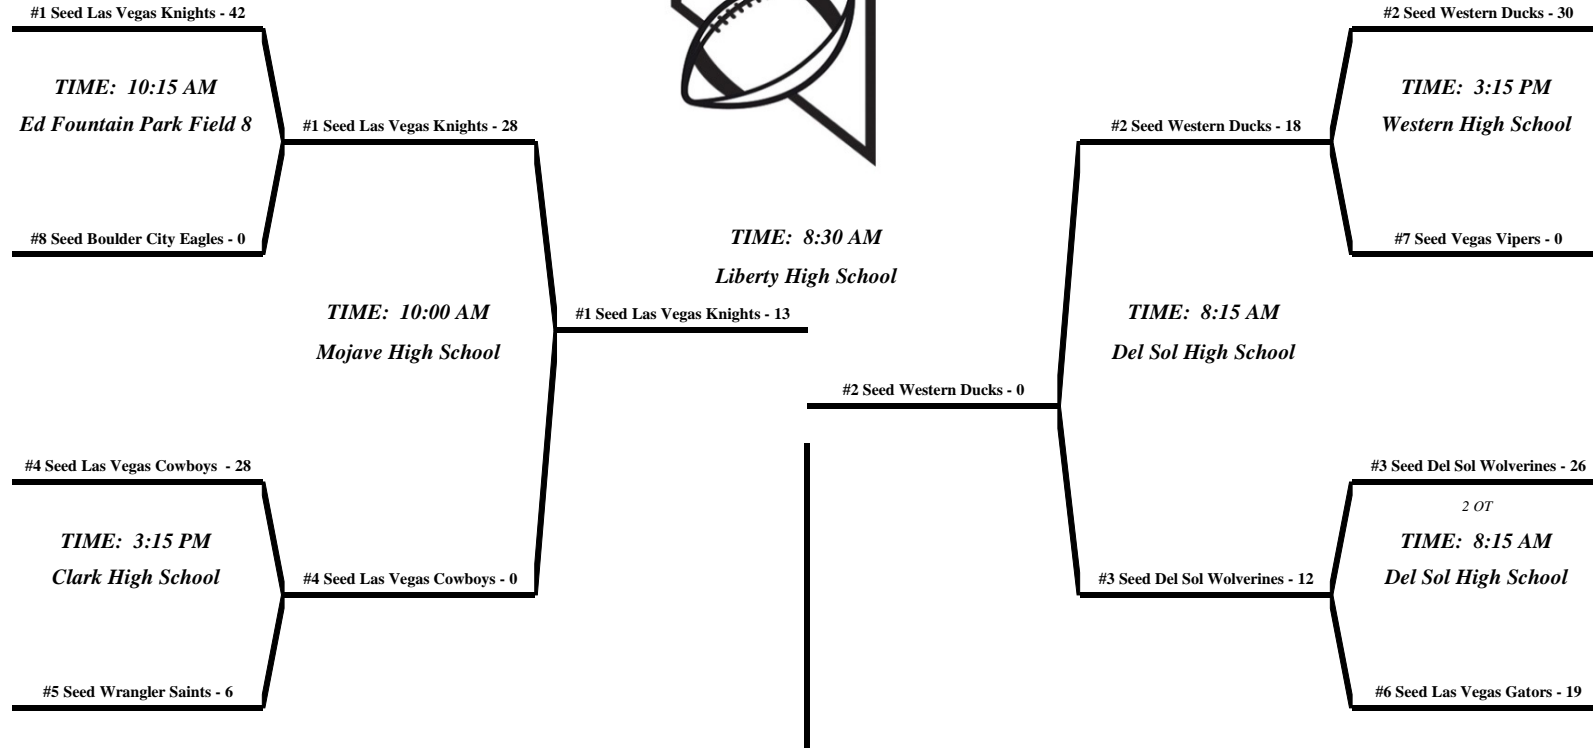 #1 Seed Las Vegas Knights - 42
TIME: 10:15 AM
Ed Fountain Park Field 8
#8 Seed Boulder City Eagles - 0
#1 Seed Las Vegas Knights - 28
TIME: 10:00 AM
Mojave High School
#4 Seed Las Vegas Cowboys - 28
TIME: 3:15 PM
Clark High School
#5 Seed Wrangler Saints - 6
#4 Seed Las Vegas Cowboys - 0
TIME: 8:30 AM
Liberty High School
#1 Seed Las Vegas Knights - 13
#2 Seed Western Ducks - 0
#2 Seed Western Ducks - 18
TIME: 8:15 AM
Del Sol High School
#3 Seed Del Sol Wolverines - 12
#2 Seed Western Ducks - 30
TIME: 3:15 PM
Western High School
#7 Seed Vegas Vipers - 0
#3 Seed Del Sol Wolverines - 26
2 OT
TIME: 8:15 AM
Del Sol High School
#6 Seed Las Vegas Gators - 19